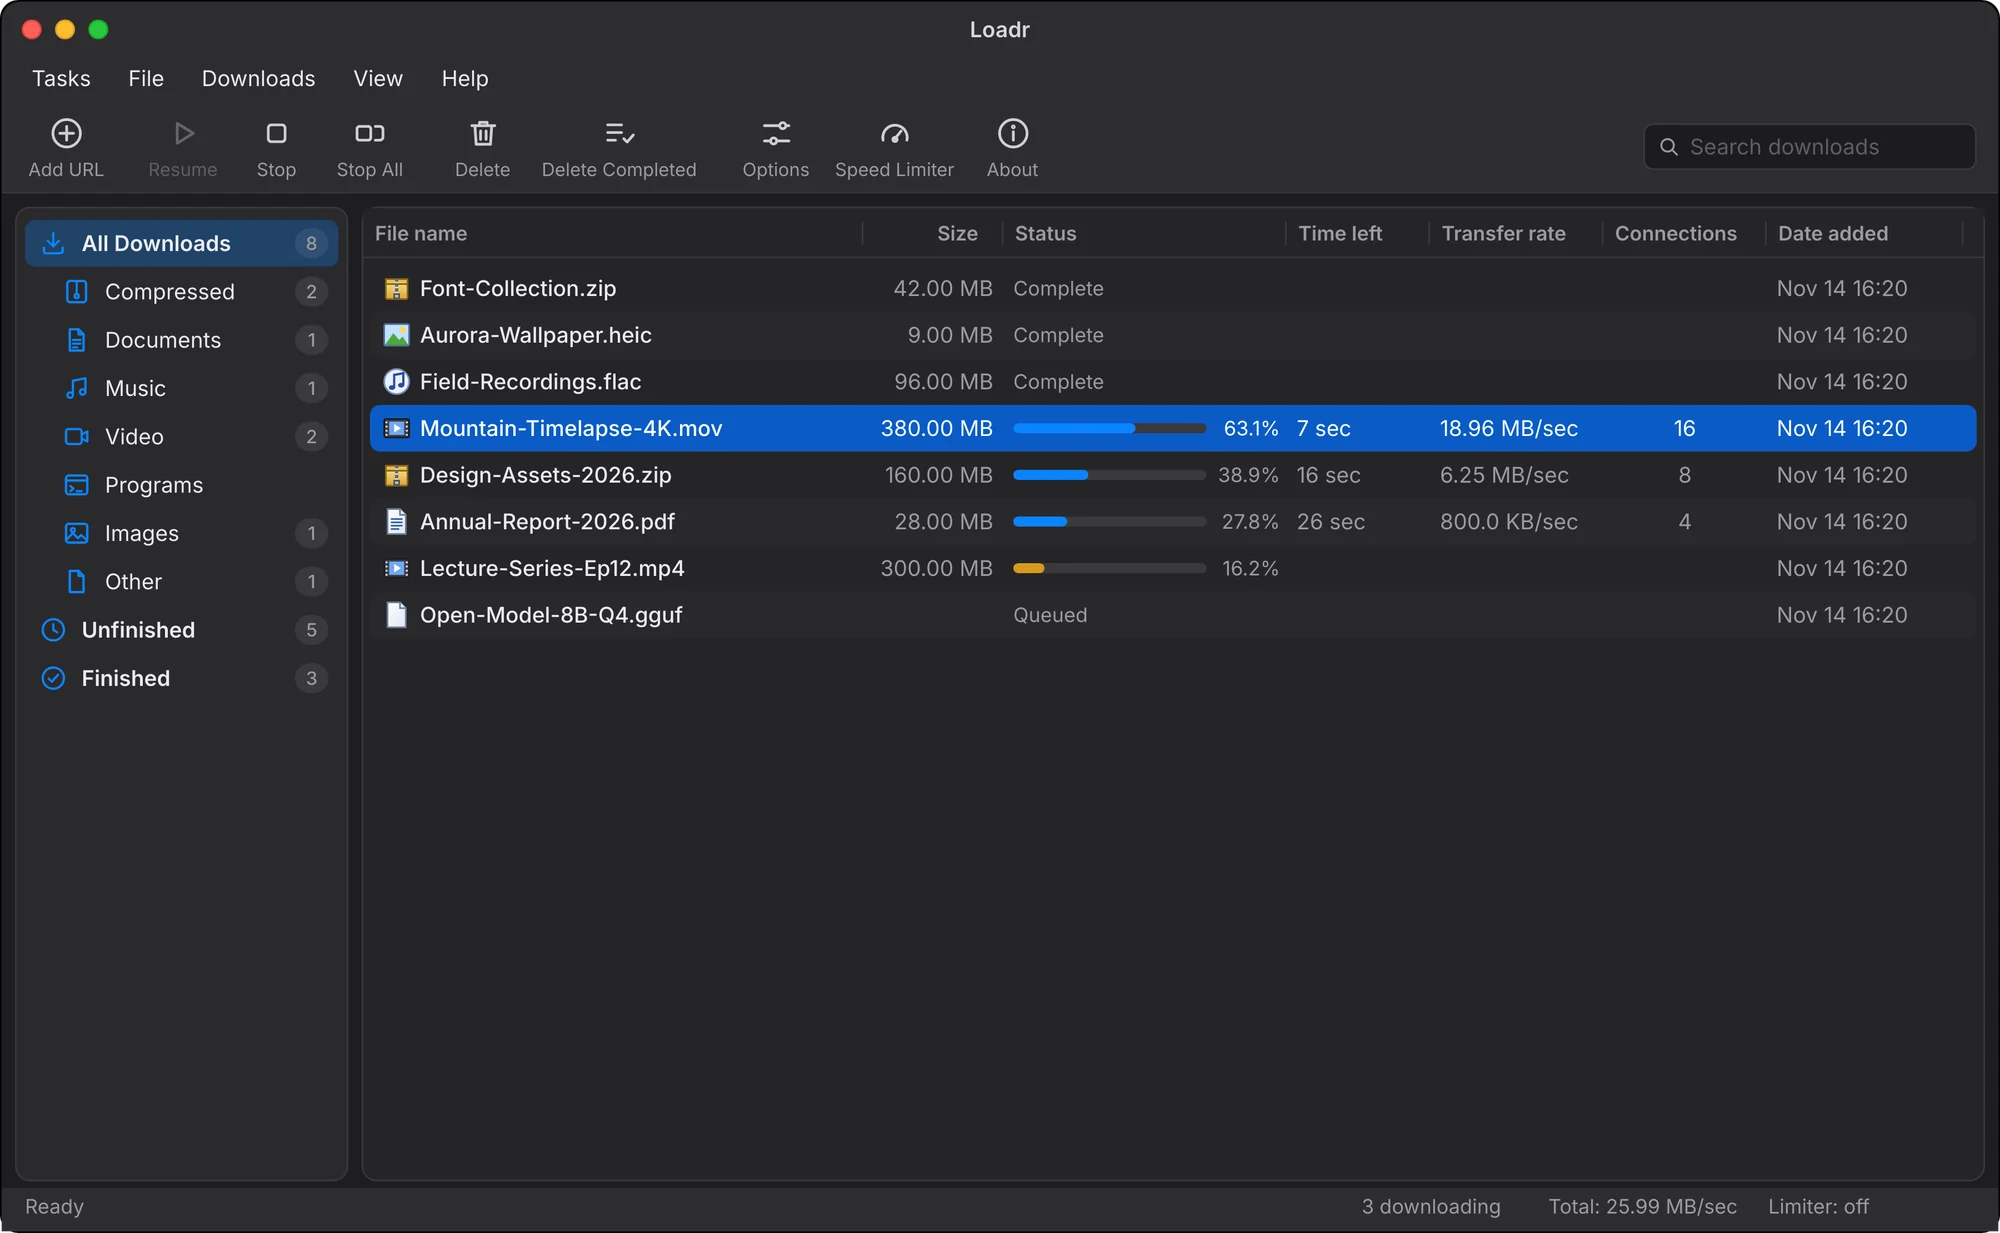 Loadr
Tasks File Downloads View Help
Add URL Resume Stop Stop All Delete Delete Completed Options Speed Limiter About Search downloads
All Downloads 8
Compressed 2
Documents 1
Music 1
Video 2
Programs
Images 1
Other 1
Unfinished 5
Finished 3
File name Size Status Time left Transfer rate Connections Date added
Font-Collection.zip 42.00 MB Complete Nov 14 16:20
Aurora-Wallpaper.heic 9.00 MB Complete Nov 14 16:20
Field-Recordings.flac 96.00 MB Complete Nov 14 16:20
Mountain-Timelapse-4K.mov 380.00 MB 63.1% 7 sec 18.96 MB/sec 16 Nov 14 16:20
Design-Assets-2026.zip 160.00 MB 38.9% 16 sec 6.25 MB/sec 8 Nov 14 16:20
Annual-Report-2026.pdf 28.00 MB 27.8% 26 sec 800.0 KB/sec 4 Nov 14 16:20
Lecture-Series-Ep12.mp4 300.00 MB 16.2% Nov 14 16:20
Open-Model-8B-Q4.gguf Queued Nov 14 16:20
Ready 3 downloading Total: 25.99 MB/sec Limiter: off